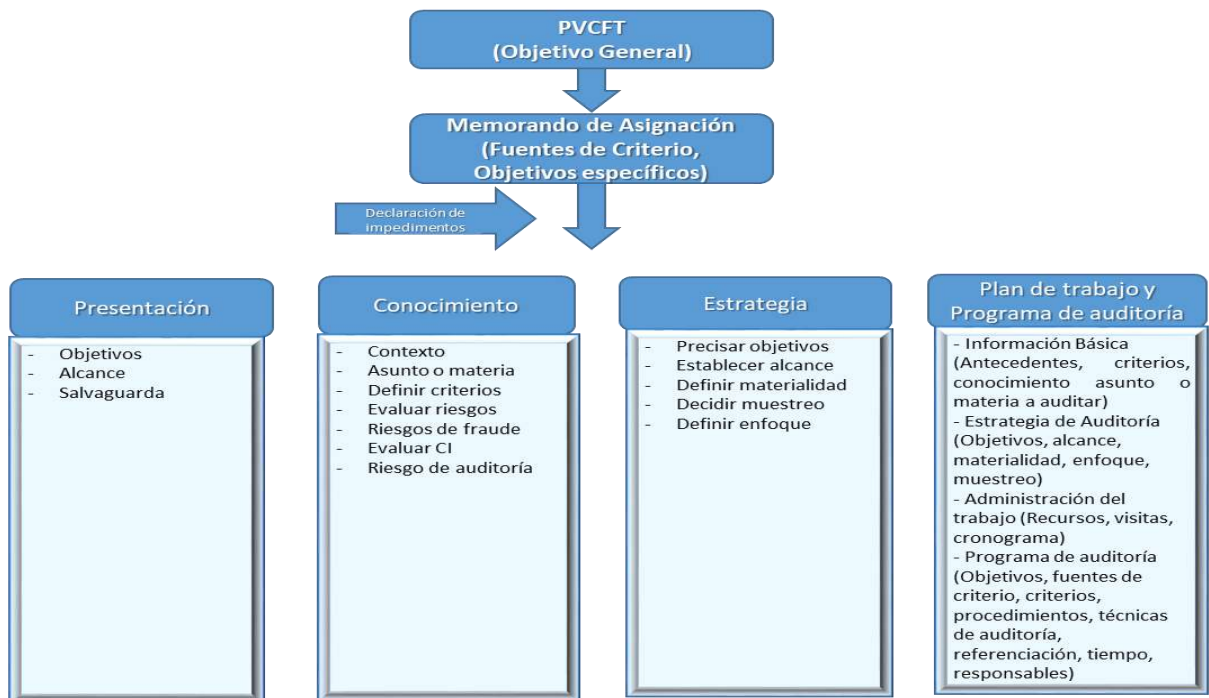 PVCFT
(Objetivo General)
Memorando de Asignación
(Fuentes de Criterio,
Objetivos específicos)
Declaración de
impedimentos
Presentación
- Objetivos
- Alcance
- Salvaguarda
Conocimiento
- Contexto
- Asunto o materia
- Definir criterios
- Evaluar riesgos
- Riesgos de fraude
- Evaluar CI
- Riesgo de auditoría
Estrategia
- Precisar objetivos
- Establecer alcance
- Definir materialidad
- Decidir muestreo
- Definir enfoque
Plan de trabajo y
Programa de auditoría
- Información Básica
(Antecedentes, criterios,
conocimiento asunto o
materia a auditar)
- Estrategia de Auditoría
(Objetivos, alcance,
materialidad, enfoque,
muestreo)
- Administración del
trabajo (Recursos, visitas,
cronograma)
- Programa de auditoría
(Objetivos, fuentes de
criterio, criterios,
procedimientos, técnicas
de auditoría,
referenciación, tiempo,
responsables)